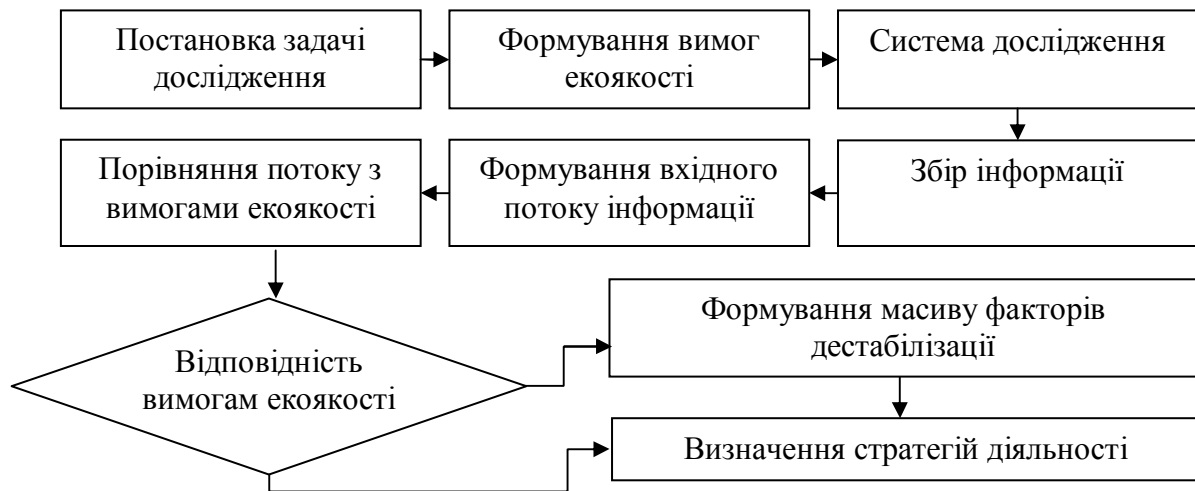 Постановка задачі
дослідження
Формування вимог
екоякості
Система дослідження
Збір інформації
Формування вхідного
потоку інформації
Порівняння потоку з
вимогами екоякості
Відповідність
вимогам екоякості
Формування масиву факторів
дестабілізації
Визначення стратегій діяльності